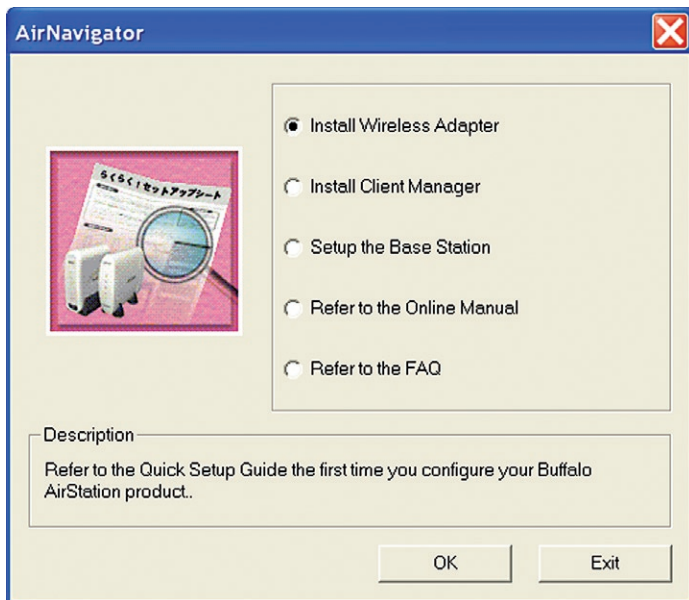 AirNavigator
らくらく!セットアップシート
Install Wireless Adapter
Install Client Manager
Setup the Base Station
Refer to the Online Manual
Refer to the FAQ
Description
Refer to the Quick Setup Guide the first time you configure your Buffalo
AirStation product..
OK
Exit